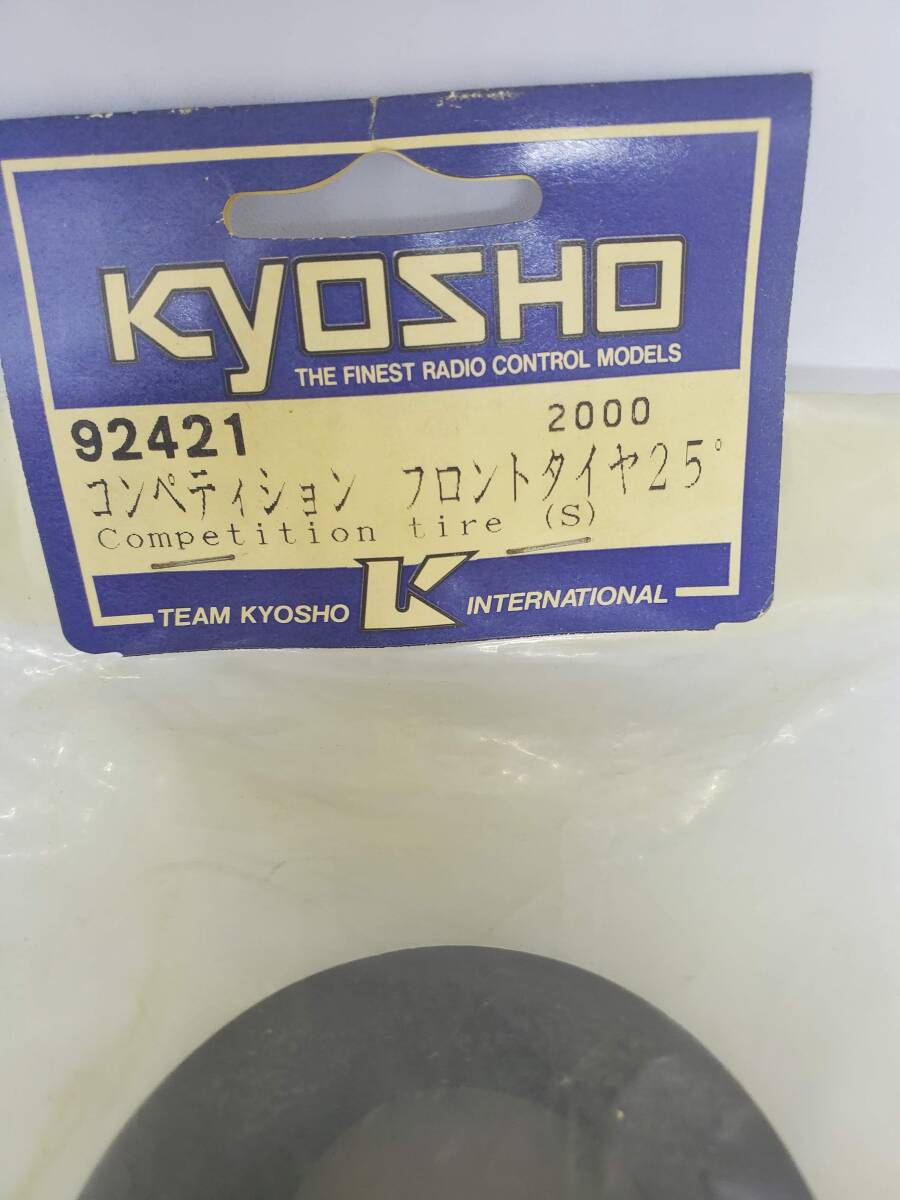 KYOSHO
THE FINEST RADIO CONTROL MODELS
92421 2000
コンペティション フロントタイヤ25°
Competition tire (S)
TEAM KYOSHO K INTERNATIONAL